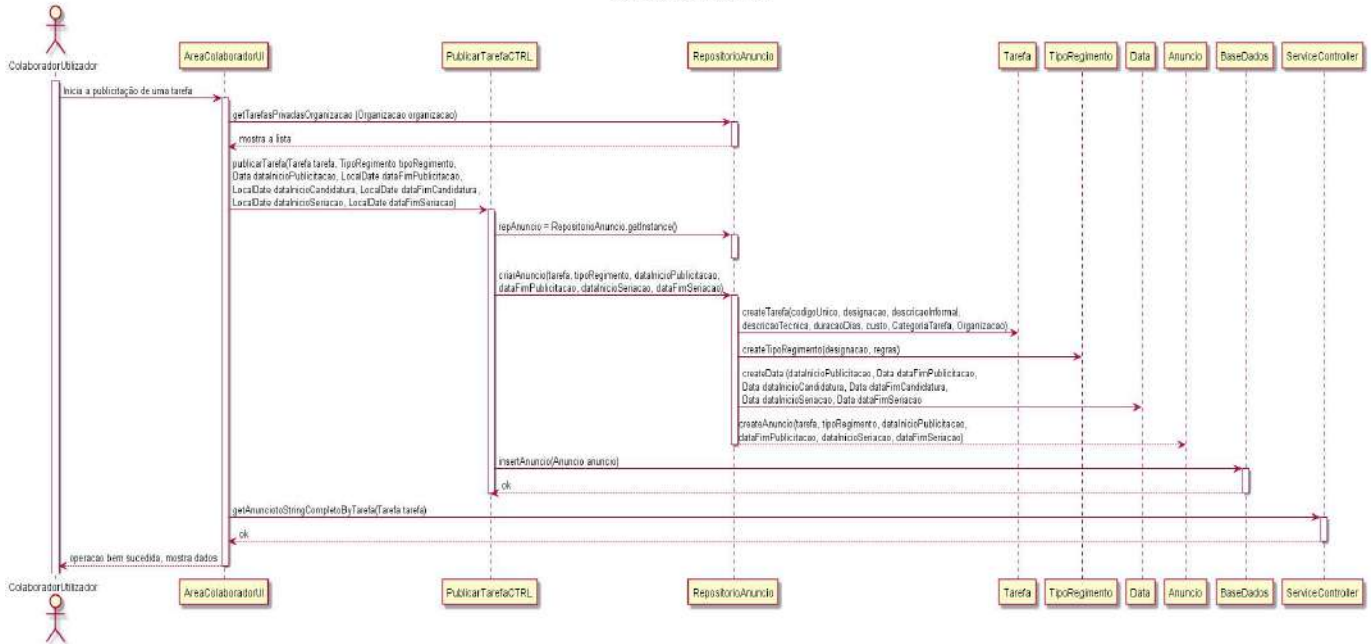 ColaboradorUtilizador
AreaColaboradorUI
PublicarTarefaCTRL
RepositorioAnuncio
Tarefa
TipoRegimento
Data
Anuncio
BaseDados
ServiceController
Inicia a publicitação de uma tarefa
getTarefasPrivadasOrganizacao (Organizacao organizacao)
mostra a lista
publicarTarefa(Tarefa tarefa, TipoRegimento tipoRegimento,
Data dataInicioPublicitacao, LocalDate dataFimPublicitacao,
LocalDate dataInicioCandidatura, LocalDate dataFimCandidatura,
LocalDate dataInicioSeriacao, LocalDate dataFimSeriacao)
repAnuncio = RepositorioAnuncio.getInstance()
criarAnuncio(tarefa, tipoRegimento, dataInicioPublicitacao,
dataFimPublicitacao, dataInicioSeriacao, dataFimSeriacao)
createTarefa(codigoUnico, designacao, descricaoInformal,
descricaoTecnica, duracaoDias, custo, CategoriaTarefa, Organizacao)
createTipoRegimento(designacao, regras)
createData (dataInicioPublicitacao, Data dataFimPublicitacao,
Data dataInicioCandidatura, Data dataFimCandidatura,
Data dataInicioSeriacao, Data dataFimSeriacao
createAnuncio(tarefa, tipoRegimento, dataInicioPublicitacao,
dataFimPublicitacao, dataInicioSeriacao, dataFimSeriacao)
insertAnuncio(Anuncio anuncio)
ok
getAnunciotoStringCompletoByTarefa(Tarefa tarefa)
ok
operacao bem sucedida, mostra dados
ColaboradorUtilizador
AreaColaboradorUI
PublicarTarefaCTRL
RepositorioAnuncio
Tarefa
TipoRegimento
Data
Anuncio
BaseDados
ServiceController